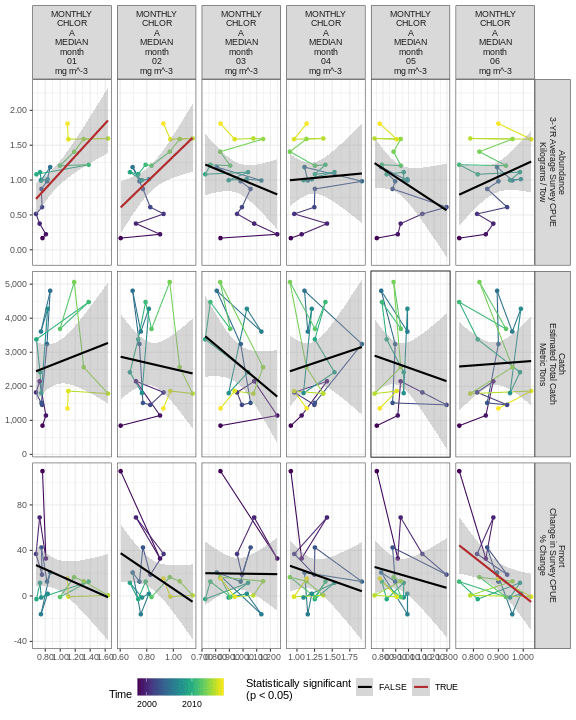 MONTHLY MONTHLY MONTHLY MONTHLY MONTHLY MONTHLY
CHLOR CHLOR CHLOR CHLOR CHLOR CHLOR
A A A A A A
MEDIAN MEDIAN MEDIAN MEDIAN MEDIAN MEDIAN
month month month month month month
01 02 03 04 05 06
mg m^-3 mg m^-3 mg m^-3 mg m^-3 mg m^-3 mg m^-3
2.00
1.50
1.00
0.50
0.00
Abundance
3-YR Average Survey CPUE
Kilograms / Tow
5,000
4,000
3,000
2,000
1,000
0
Catch
Estimated Total Catch
Metric Tons
80
40
0
-40
Fmort
Change in Survey CPUE
% Change
0.80 1.00 1.20 1.40 1.60 0.60 0.80 1.00 1.00 1.25 1.50 1.75 0.800 0.900 1.000
Time
2000 2010
Statistically significant
(p < 0.05)
FALSE TRUE